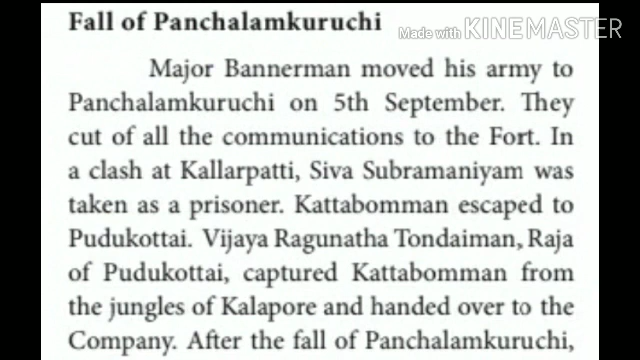 Fall of Panchalamkuruchi
Made with KINEMASTER
Major Bannerman moved his army to
Panchalamkuruchi on 5th September. They
cut of all the communications to the Fort. In
a clash at Kallarpatti, Siva Subramaniyam was
taken as a prisoner. Kattabomman escaped to
Pudukottai. Vijaya Ragunatha Tondaiman, Raja
of Pudukottai, captured Kattabomman from
the jungles of Kalapore and handed over to the
Company. After the fall of Panchalamkuruchi,